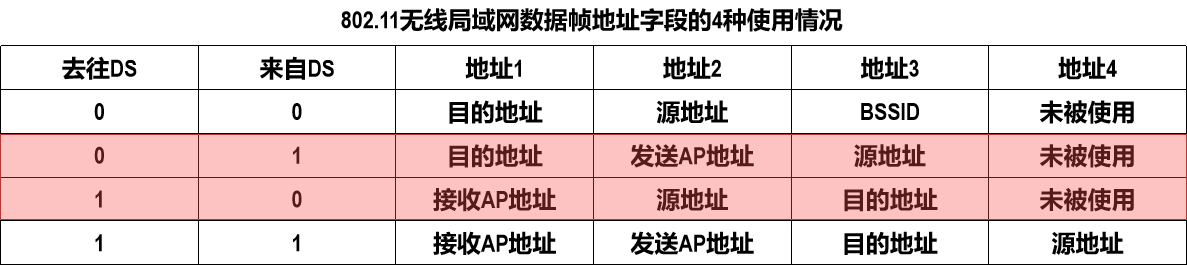 802.11无线局域网数据帧地址字段的4种使用情况
去往DS 来自DS 地址1 地址2 地址3 地址4
0 0 目的地址 源地址 BSSID 未被使用
0 1 目的地址 发送AP地址 源地址 未被使用
1 0 接收AP地址 源地址 目的地址 未被使用
1 1 接收AP地址 发送AP地址 目的地址 源地址